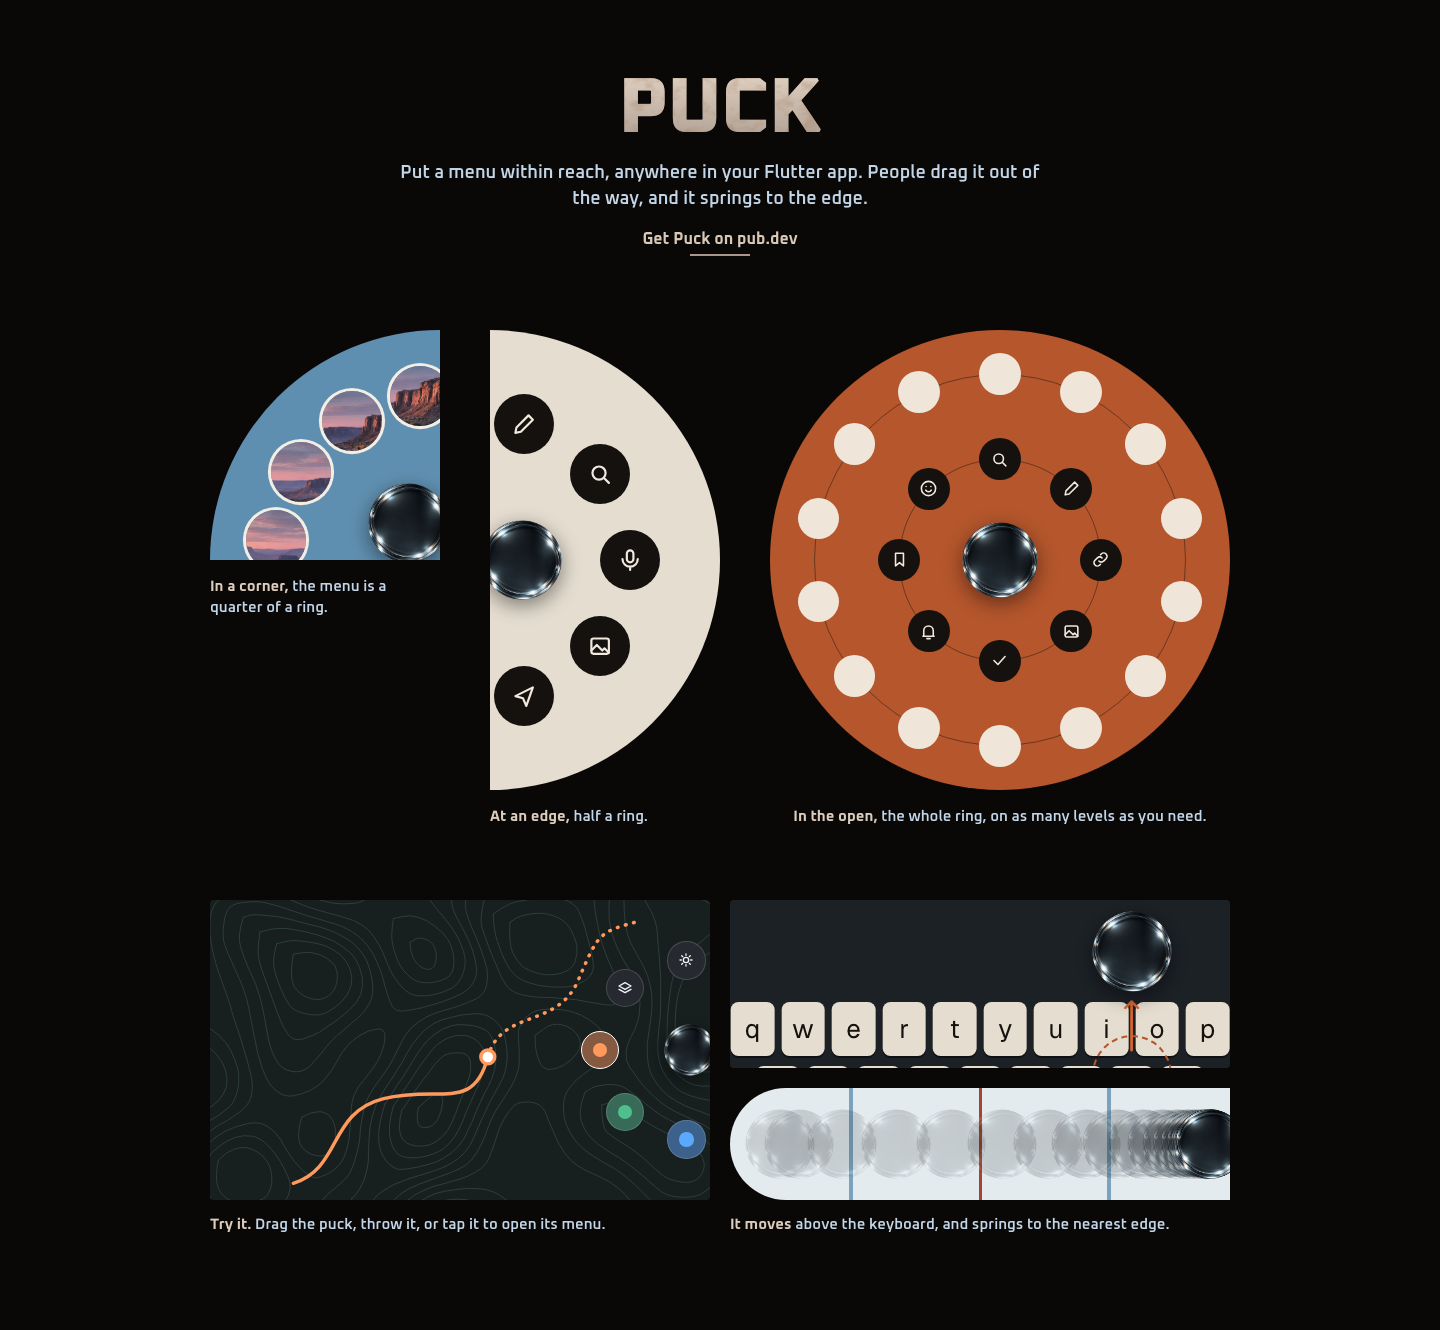 PUCK
Put a menu within reach, anywhere in your Flutter app. People drag it out of
the way, and it springs to the edge.
Get Puck on pub.dev
In a corner, the menu is a
quarter of a ring.
At an edge, half a ring.
In the open, the whole ring, on as many levels as you need.
q w e r t y u i o p
Try it. Drag the puck, throw it, or tap it to open its menu.
It moves above the keyboard, and springs to the nearest edge.